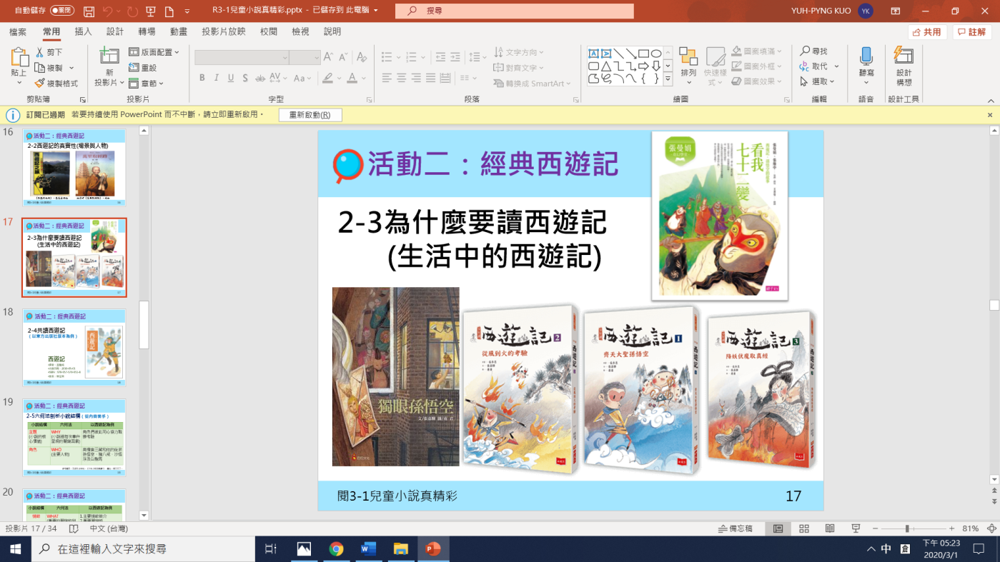 自動儲存 關閉
R3-1兒童小說真精彩.pptx - 已儲存到 此電腦
搜尋
YUH-PYNG KUO YK
檔案 常用 插入 設計 轉場 動畫 投影片放映 校閱 檢視 說明
共用 註解
貼上
剪下
複製
複製格式
剪貼簿
新投影片
版面配置
重設
章節
投影片
字型
文字方向
對齊文字
轉換成 SmartArt
段落
排列
快速樣式
圖案填滿
圖案外框
圖案效果
繪圖
尋找
取代
選取
編輯
聽寫
語音
設計構想
設計工具
訂閱已過期 若要持續使用 PowerPoint 而不中斷，請立即重新啟用。
重新啟動(R)
16
活動二：經典西遊記
2-2西遊記的真實性(場景與人物)
17
活動二：經典西遊記
2-3為什麼要讀西遊記
(生活中的西遊記)
18
活動二：經典西遊記
2-4共讀西遊記
(以東方出版社版本為例)
西遊記
19
活動二：經典西遊記
2-5六何法剖析小說結構
小說結構 六何法 以西遊記為例
主題
WHY
角色
WHO
(主要人物)
20
活動二：經典西遊記
小說結構 六何法 以西遊記為例
情節 WHAT
活動二：經典西遊記
2-3為什麼要讀西遊記
(生活中的西遊記)
張曼娟
看我七十二變
獨眼孫悟空
西遊記 2
從風到火的考驗
西遊記 1
齊天大聖孫悟空
西遊記 3
降妖伏魔取真經
閱3-1兒童小說真精彩
17
投影片 17 / 34
中文 (台灣)
備忘稿
81%
在這裡輸入文字來搜尋
中
倉
下午 05:23
2020/3/1